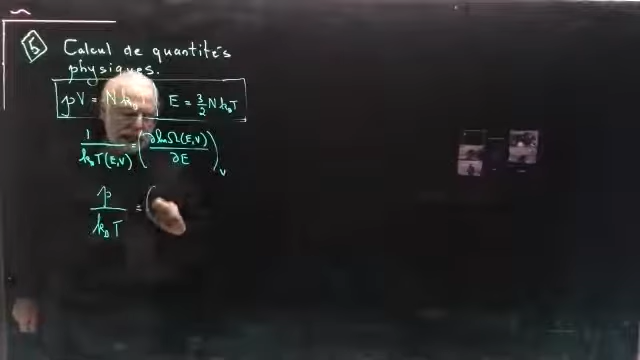 5 Calcul de quantités
physiques.
pV = N k_B E = 3/2 N k_B T
1/(k_B T(E,V)) = (∂ln Ω(E,V)/∂E)_V
p/(k_B T) = (